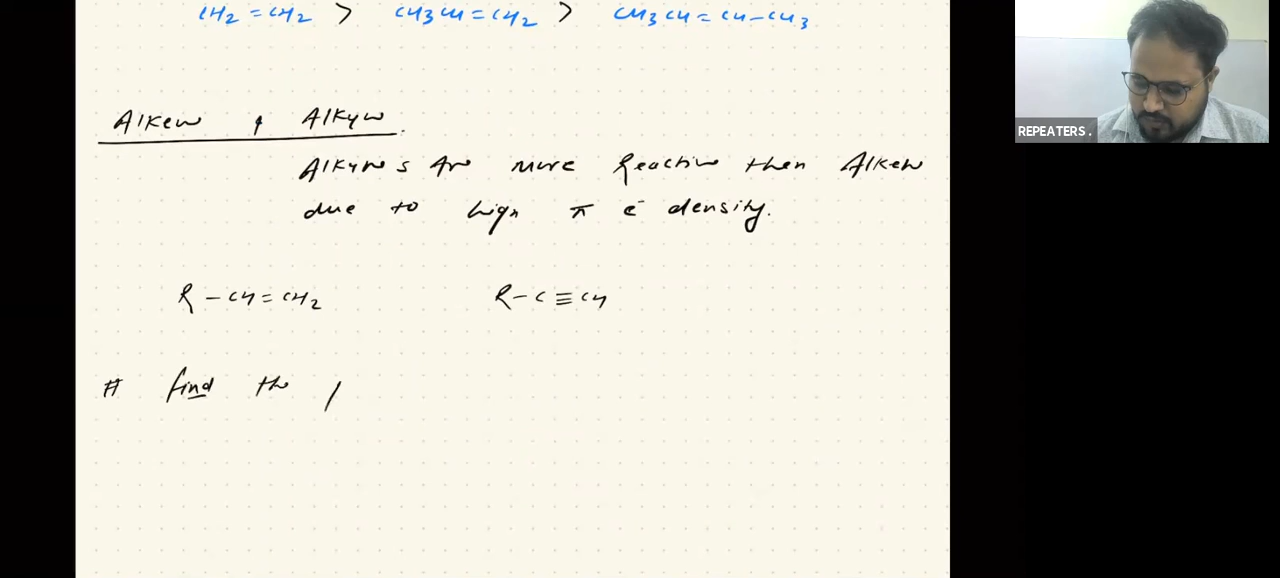 CH2 = CH2 > CH3CH = CH2 > CH3CH = CH-CH3
Alkene & Alkyne.
Alkynes Are more Reactive then Alkene
due to high π e⁻ density.
R-CH=CH2 R-C≡CH
# find the
REPEATERS.